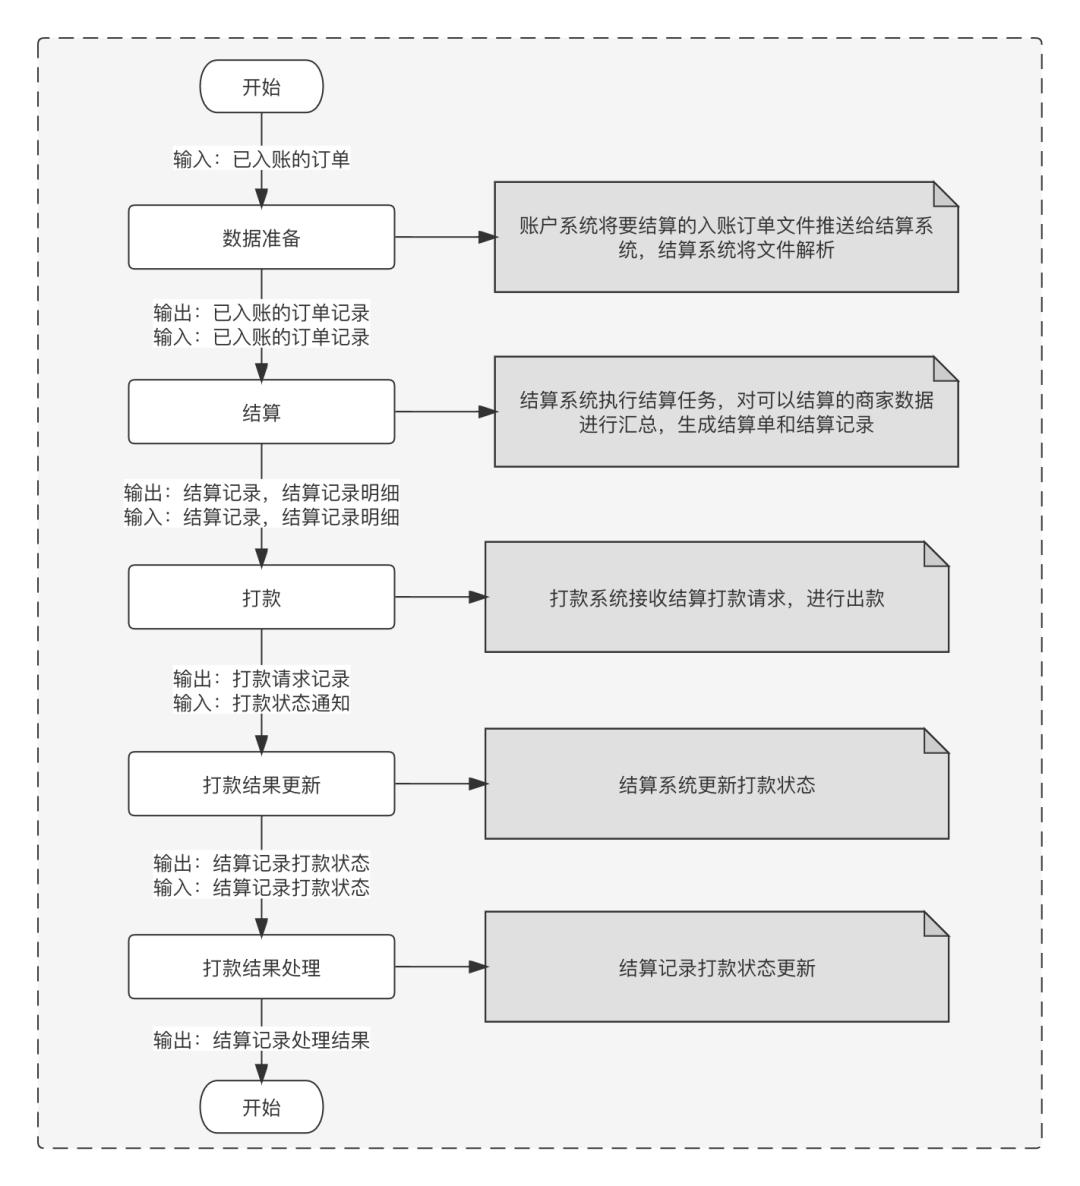 开始
输入：已入账的订单
数据准备
账户系统将要结算的入账订单文件推送给结算系
统，结算系统将文件解析
输出：已入账的订单记录
输入：已入账的订单记录
结算
结算系统执行结算任务，对可以结算的商家数据
进行汇总，生成结算单和结算记录
输出：结算记录，结算记录明细
输入：结算记录，结算记录明细
打款
打款系统接收结算打款请求，进行出款
输出：打款请求记录
输入：打款状态通知
打款结果更新
结算系统更新打款状态
输出：结算记录打款状态
输入：结算记录打款状态
打款结果处理
结算记录打款状态更新
输出：结算记录处理结果
开始